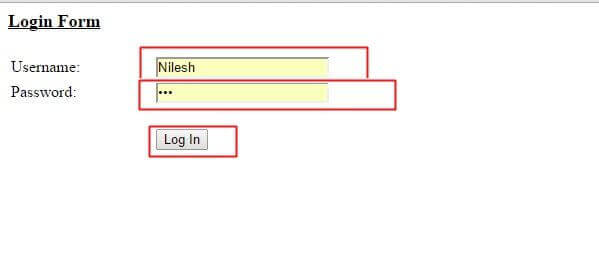 Login Form
Username: Nilesh
Password: •••
Log In